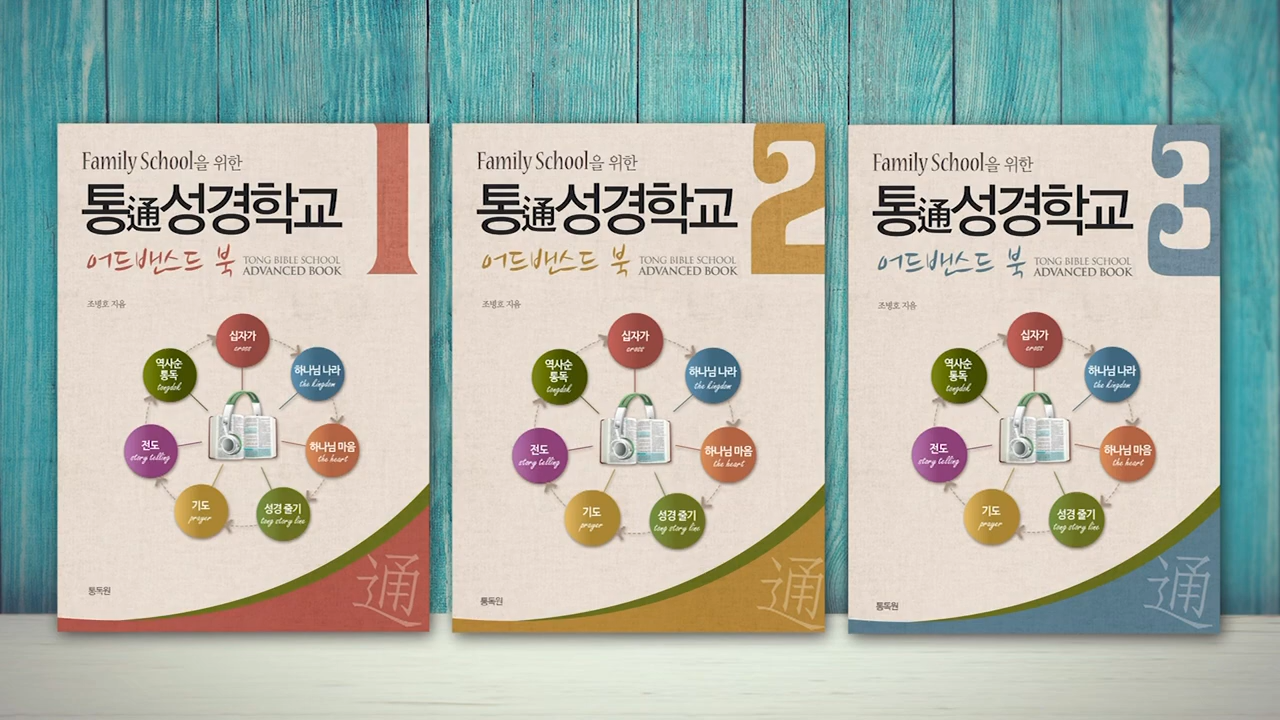 Family School을 위한
통通성경학교
어드밴스드 북
TONG BIBLE SCHOOL
ADVANCED BOOK
1
조병호 지음
십자가
cross
하나님 나라
the kingdom
하나님 마음
the heart
성경 줄기
tong story line
기도
prayer
전도
story telling
역사순
통독
tongdok
통독원
通
Family School을 위한
통通성경학교
어드밴스드 북
TONG BIBLE SCHOOL
ADVANCED BOOK
2
조병호 지음
십자가
cross
하나님 나라
the kingdom
하나님 마음
the heart
성경 줄기
tong story line
기도
prayer
전도
story telling
역사순
통독
tongdok
통독원
通
Family School을 위한
통通성경학교
어드밴스드 북
TONG BIBLE SCHOOL
ADVANCED BOOK
3
조병호 지음
십자가
cross
하나님 나라
the kingdom
하나님 마음
the heart
성경 줄기
tong story line
기도
prayer
전도
story telling
역사순
통독
tongdok
통독원
通